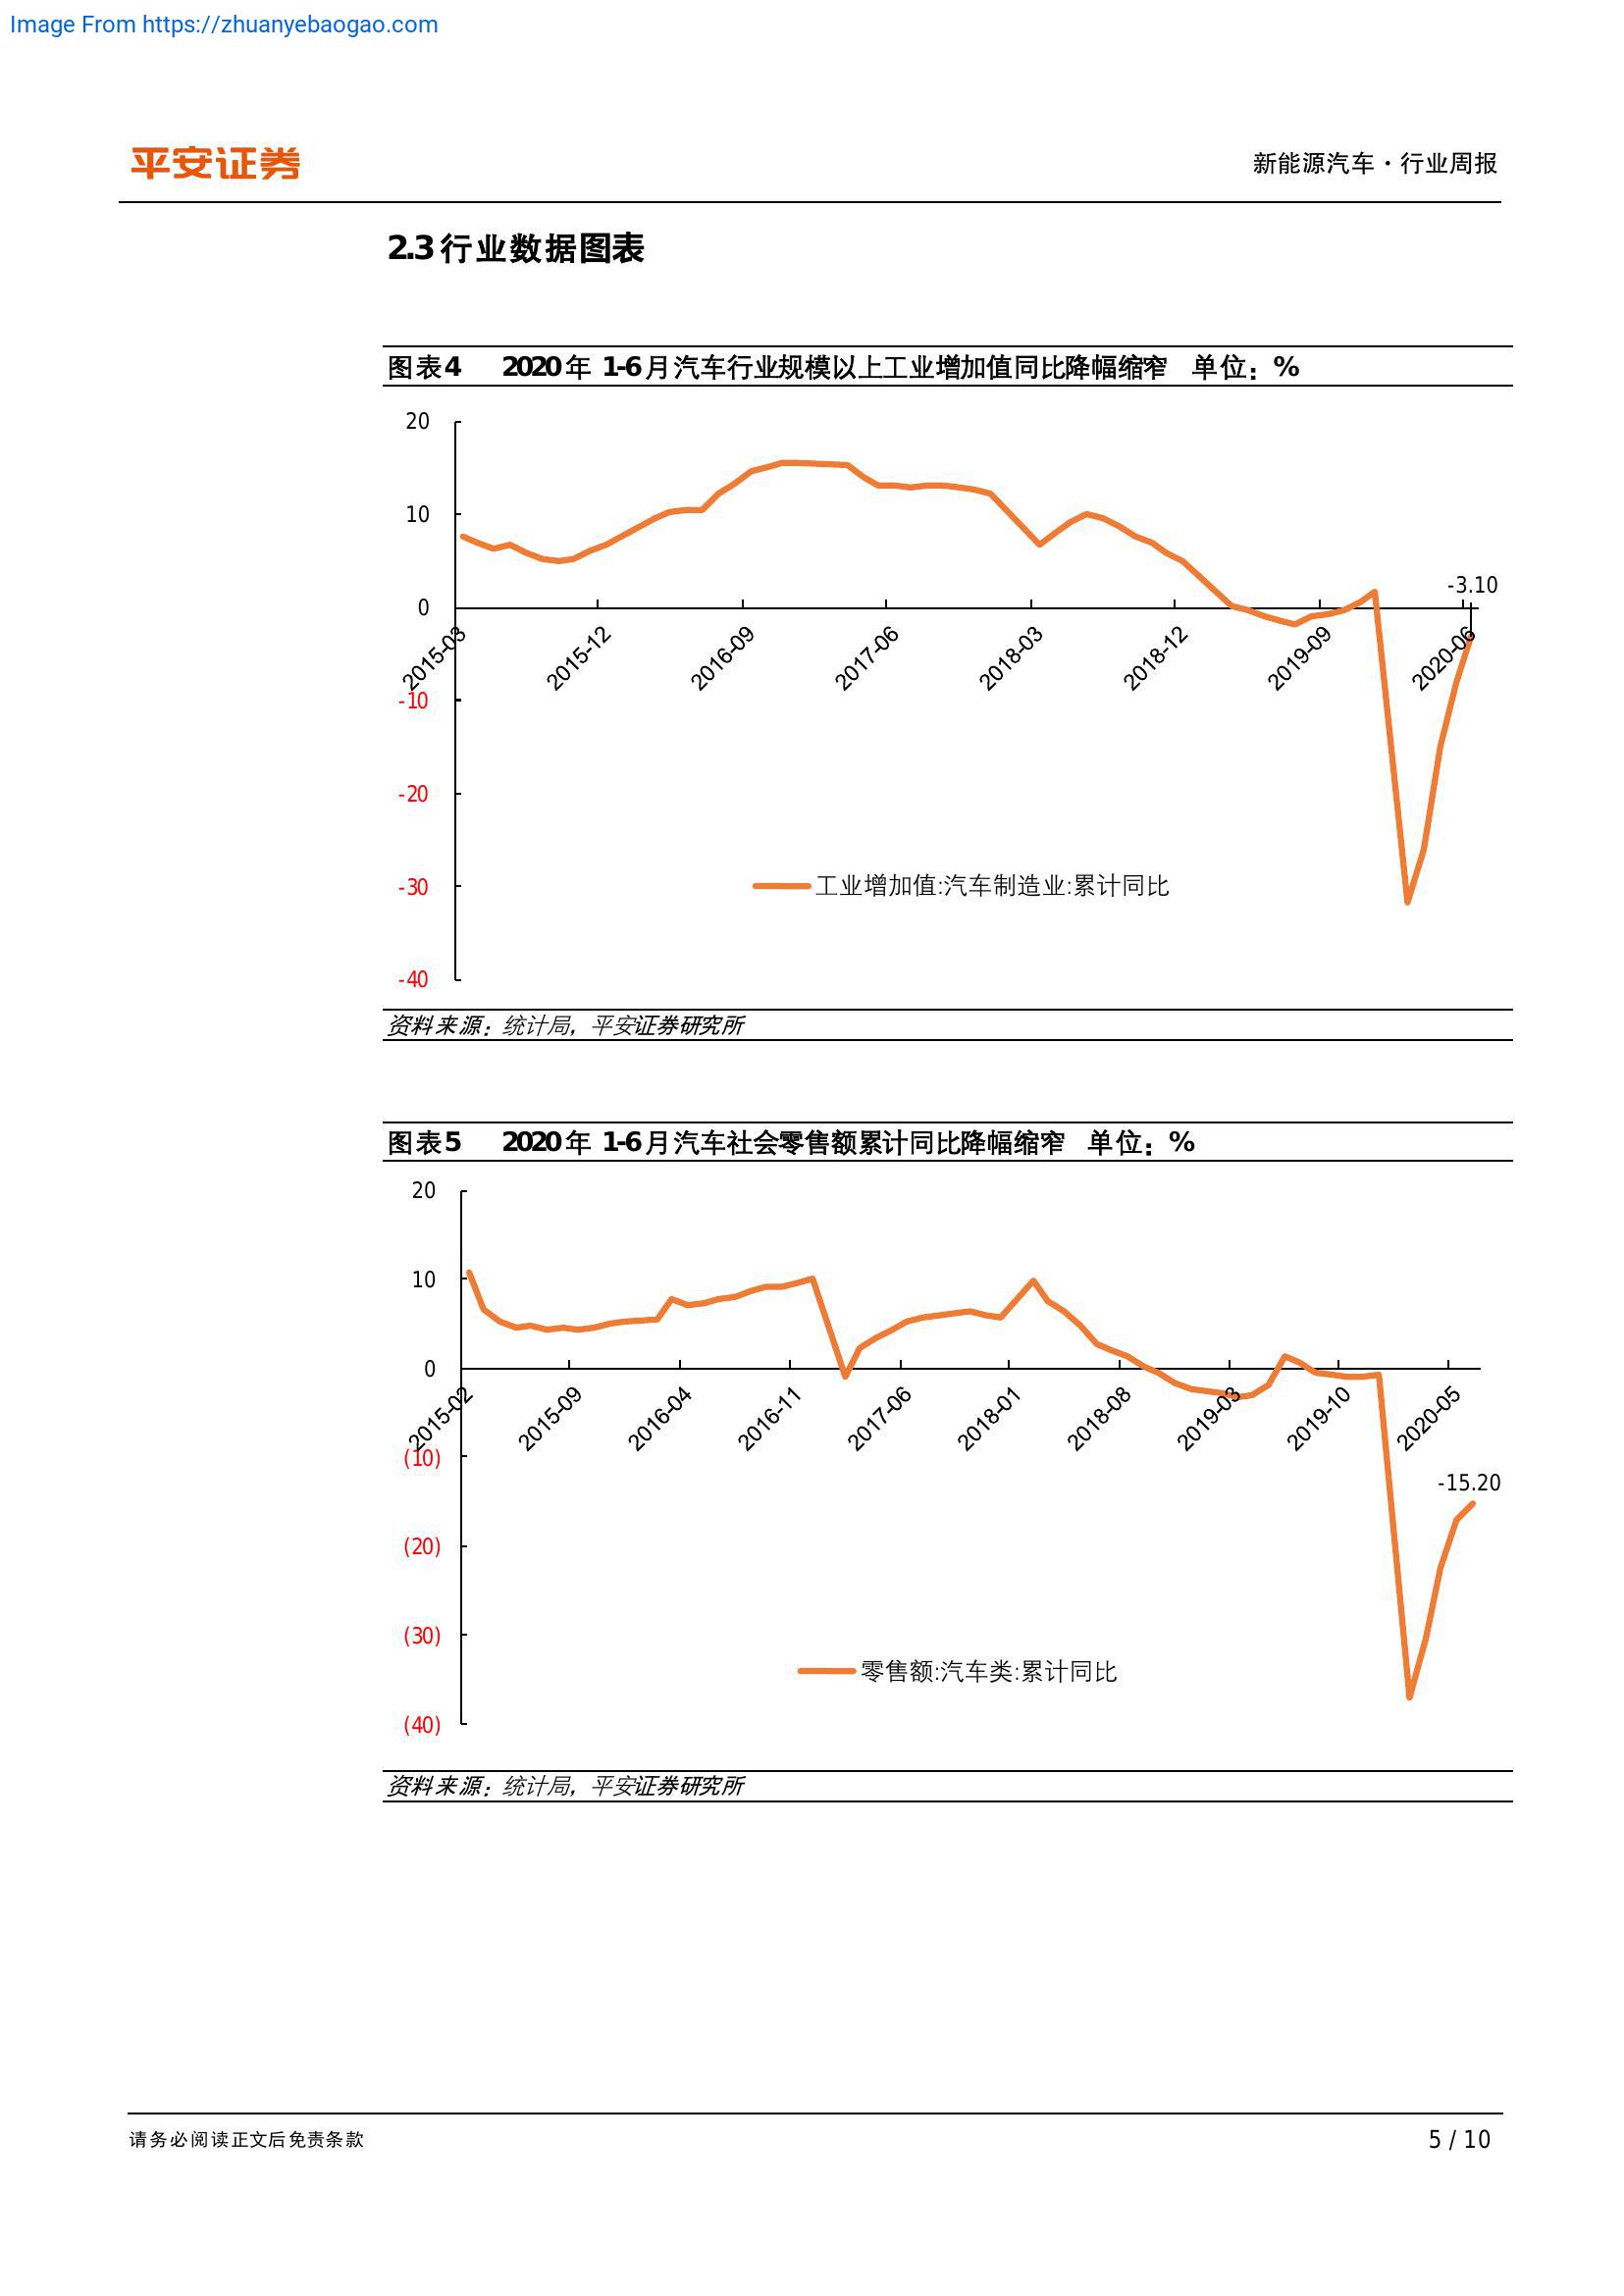 Image From https://zhuanyebaogao.com
平安证券
新能源汽车·行业周报
2.3 行业数据图表
图表4 2020 年 1-6 月汽车行业规模以上工业增加值同比降幅缩窄 单位：%
20
10
0
-10
-20
-30
-40
-3.10
2015-03 2015-12 2016-09 2017-06 2018-03 2018-12 2019-09 2020-06
工业增加值:汽车制造业:累计同比
资料来源：统计局，平安证券研究所
图表5 2020 年 1-6 月汽车社会零售额累计同比降幅缩窄 单位：%
20
10
0
(10)
(20)
(30)
(40)
2015-02 2015-09 2016-04 2016-11 2017-06 2018-01 2018-08 2019-03 2019-10 2020-05
-15.20
零售额:汽车类:累计同比
资料来源：统计局，平安证券研究所
请务必阅读正文后免责条款
5 / 10